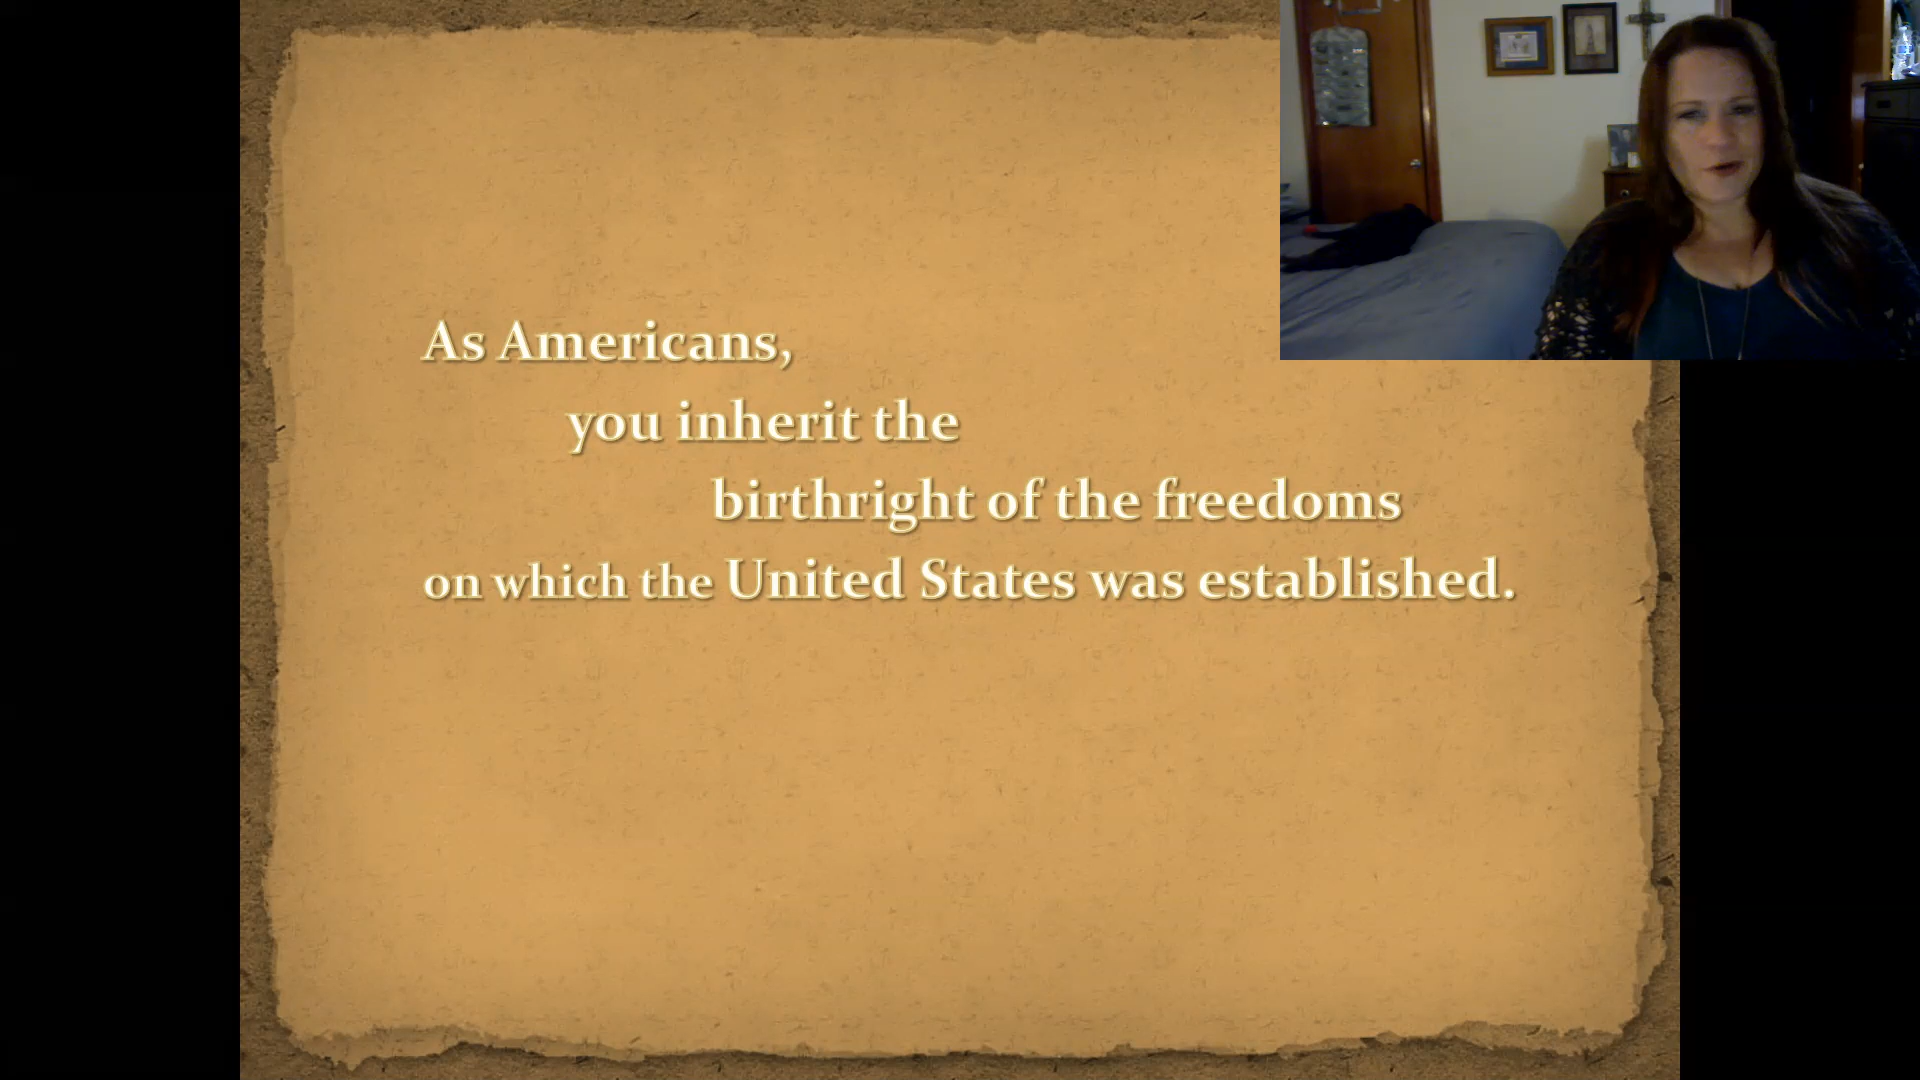 As Americans,
you inherit the
birthright of the freedoms
on which the United States was established.